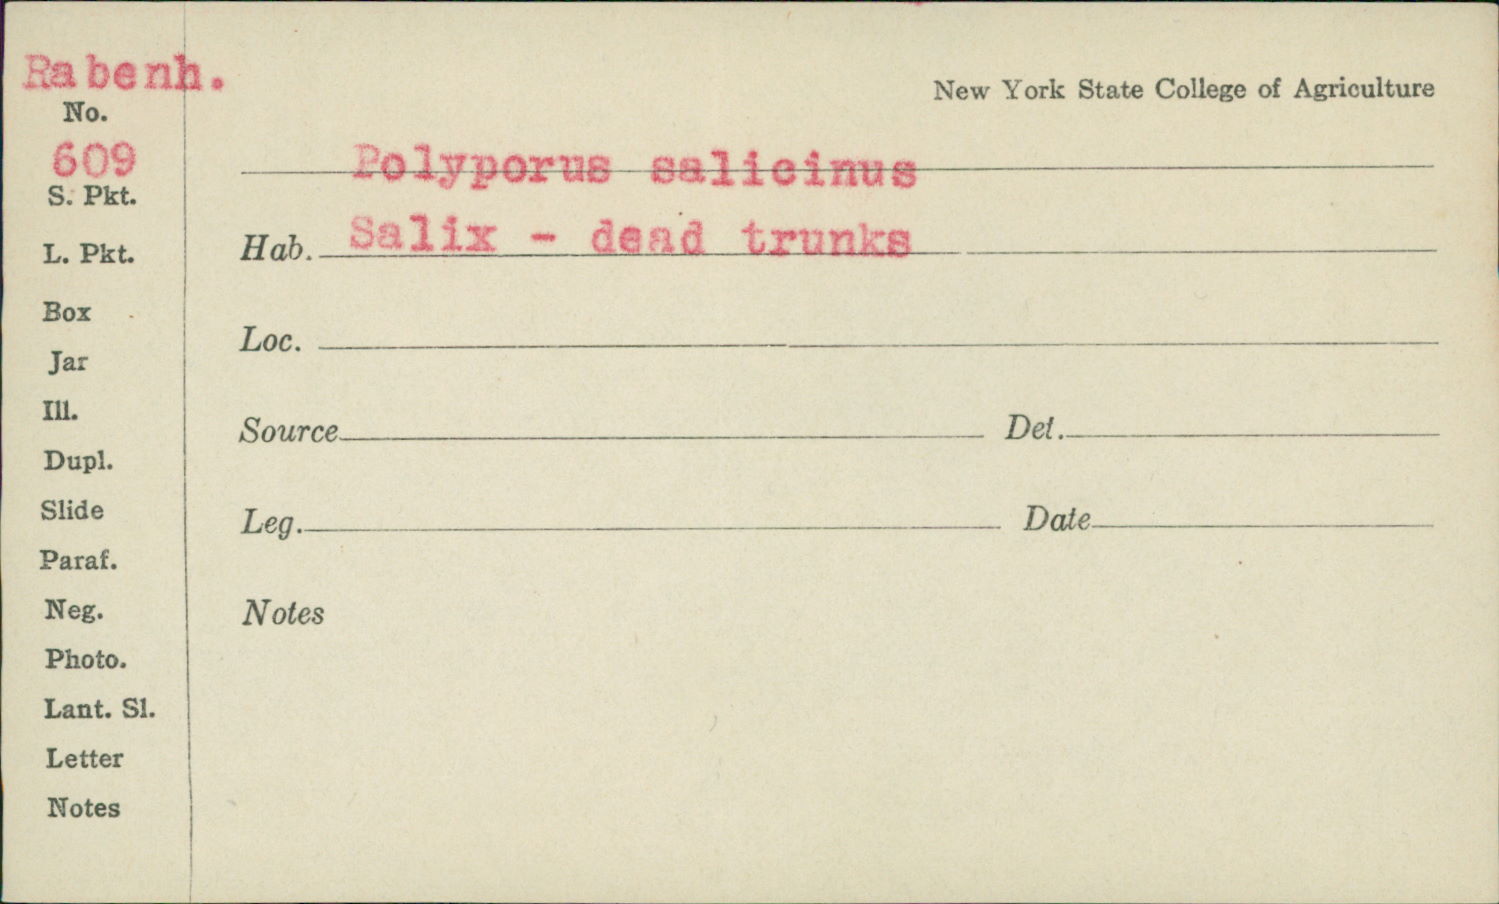 Rabenh.
New York State College of Agriculture
No.
609
Polyporus salicinus
S. Pkt.
Hab. Salix - dead trunks
L. Pkt.
Box
Loc.
Jar
Ill.
Source Det.
Dupl.
Slide
Leg. Date
Paraf.
Neg.
Notes
Photo.
Lant. Sl.
Letter
Notes